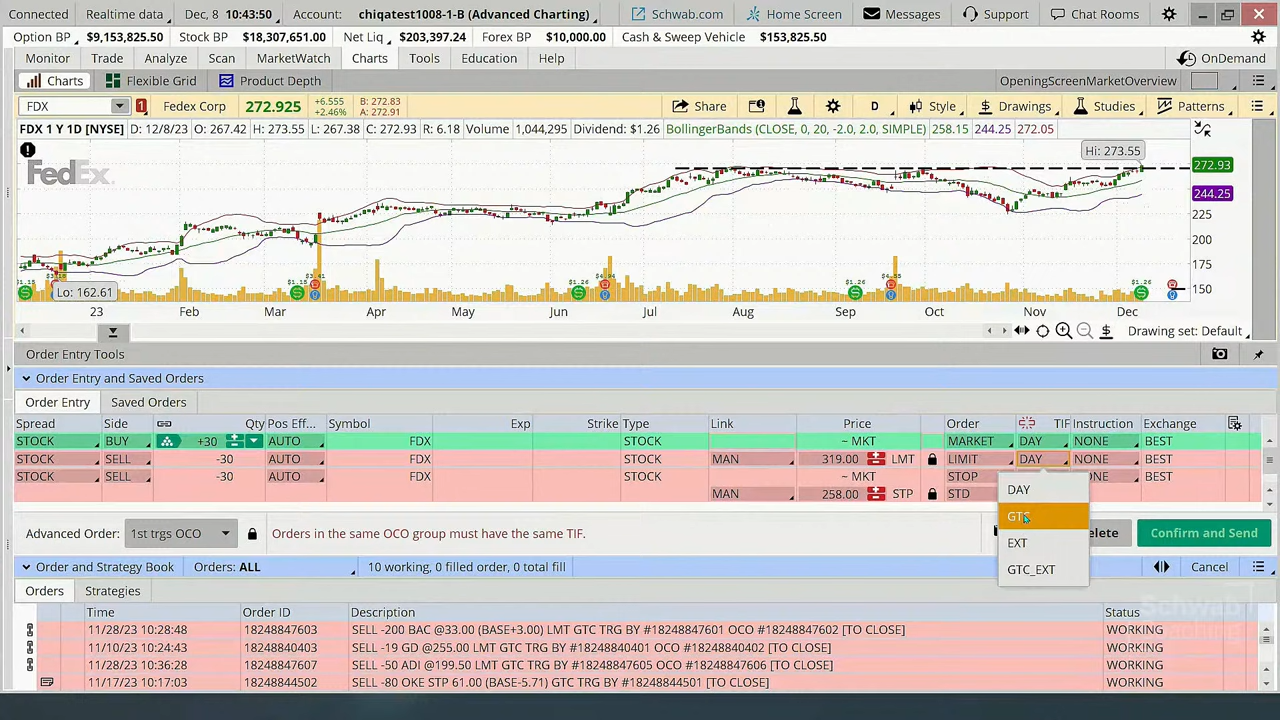 Connected Realtime data Dec, 8 10:43:50 Account: chiqatest1008-1-B (Advanced Charting) Schwab.com Home Screen Messages Support Chat Rooms
Option BP $9,153,825.50 Stock BP $18,307,651.00 Net Liq $203,397.24 Forex BP $10,000.00 Cash & Sweep Vehicle $153,825.50
Monitor Trade Analyze Scan MarketWatch Charts Tools Education Help OnDemand
Charts Flexible Grid Product Depth OpeningScreenMarketOverview
FDX 1 Fedex Corp 272.925 +6.555 +2.46% B: 272.83 A: 272.91 Share D Style Drawings Studies Patterns
FDX 1 Y 1D [NYSE] D: 12/8/23 O: 267.42 H: 273.55 L: 267.38 C: 272.93 R: 6.18 Volume 1,044,295 Dividend: $1.26 BollingerBands (CLOSE, 0, 20, -2.0, 2.0, SIMPLE) 258.15 244.25 272.05
Hi: 273.55
272.93
FedEx
244.25
225
200
175
$1.15 $1.26
Lo: 162.61
150
23 Feb Mar Apr May Jun Jul Aug Sep Oct Nov Dec
Drawing set: Default
Order Entry Tools
Order Entry and Saved Orders
Order Entry Saved Orders
Spread Side Qty Pos Eff... Symbol Exp Strike Type Link Price Order TIF Instruction Exchange
STOCK BUY +30 AUTO FDX STOCK ~ MKT MARKET DAY NONE BEST
STOCK SELL -30 AUTO FDX STOCK MAN 319.00 LMT LIMIT DAY NONE BEST
STOCK SELL -30 AUTO FDX STOCK ~ MKT STOP BEST
MAN 258.00 STP STD
DAY
GTC
EXT
GTC_EXT
Advanced Order: 1st trgs OCO Orders in the same OCO group must have the same TIF. Confirm and Send
Order and Strategy Book Orders: ALL 10 working, 0 filled order, 0 total fill Cancel
Orders Strategies
Time Order ID Description Status
11/28/23 10:28:48 18248847603 SELL -200 BAC @33.00 (BASE+3.00) LMT GTC TRG BY #18248847601 OCO #18248847602 [TO CLOSE] WORKING
11/10/23 10:24:43 18248840403 SELL -19 GD @255.00 LMT GTC TRG BY #18248840401 OCO #18248840402 [TO CLOSE] WORKING
11/28/23 10:36:28 18248847607 SELL -50 ADI @199.50 LMT GTC TRG BY #18248847605 OCO #18248847606 [TO CLOSE] WORKING
11/17/23 10:17:03 18248844502 SELL -80 OKE STP 61.00 (BASE-5.71) GTC TRG BY #18248844501 [TO CLOSE] WORKING